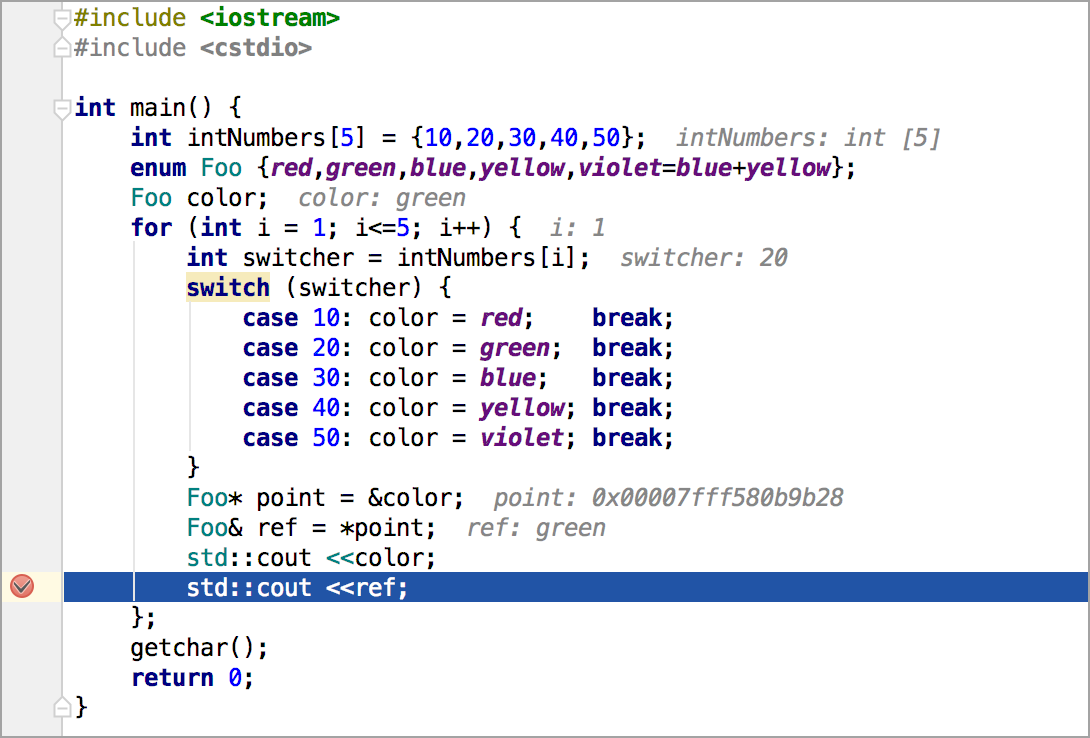 #include <iostream>
#include <cstdio>

int main() {
    int intNumbers[5] = {10,20,30,40,50};  intNumbers: int [5]
    enum Foo {red,green,blue,yellow,violet=blue+yellow};
    Foo color;  color: green
    for (int i = 1; i<=5; i++) {  i: 1
        int switcher = intNumbers[i];  switcher: 20
        switch (switcher) {
            case 10: color = red;    break;
            case 20: color = green;  break;
            case 30: color = blue;   break;
            case 40: color = yellow; break;
            case 50: color = violet; break;
        }
        Foo* point = &color;  point: 0x00007fff580b9b28
        Foo& ref = *point;  ref: green
        std::cout <<color;
        std::cout <<ref;
    };
    getchar();
    return 0;
}